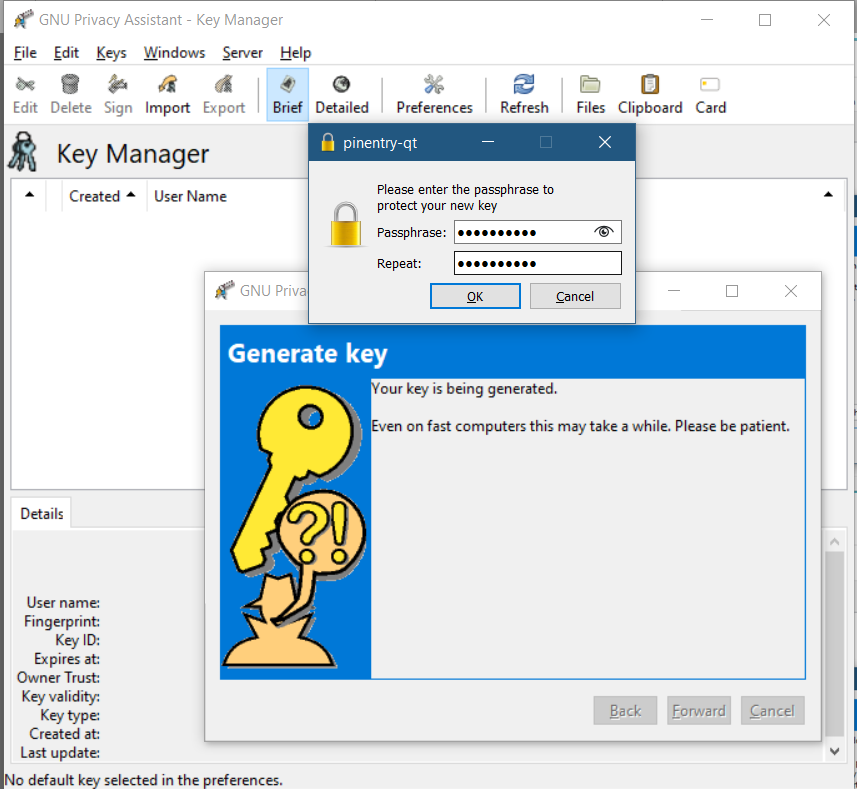 GNU Privacy Assistant - Key Manager
File Edit Keys Windows Server Help
Edit Delete Sign Import Export Brief Detailed Preferences Refresh Files Clipboard Card
Key Manager
Created User Name
pinentry-qt
Please enter the passphrase to
protect your new key
Passphrase: ●●●●●●●●●●
Repeat: ●●●●●●●●●●
OK Cancel
GNU Priva
Generate key
Your key is being generated.
Even on fast computers this may take a while. Please be patient.
?!
Back Forward Cancel
Details
User name:
Fingerprint:
Key ID:
Expires at:
Owner Trust:
Key validity:
Key type:
Created at:
Last update:
No default key selected in the preferences.